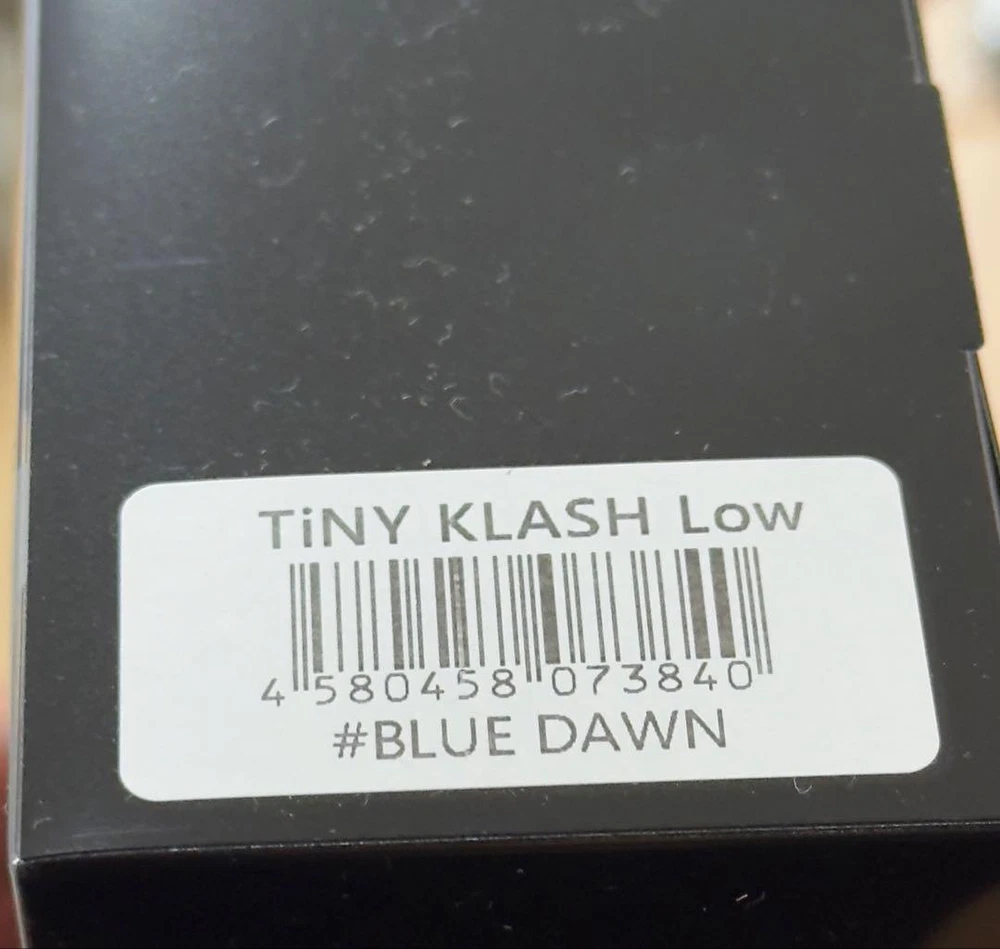 TiNY KLASH Low
4 580458 073840
#BLUE DAWN